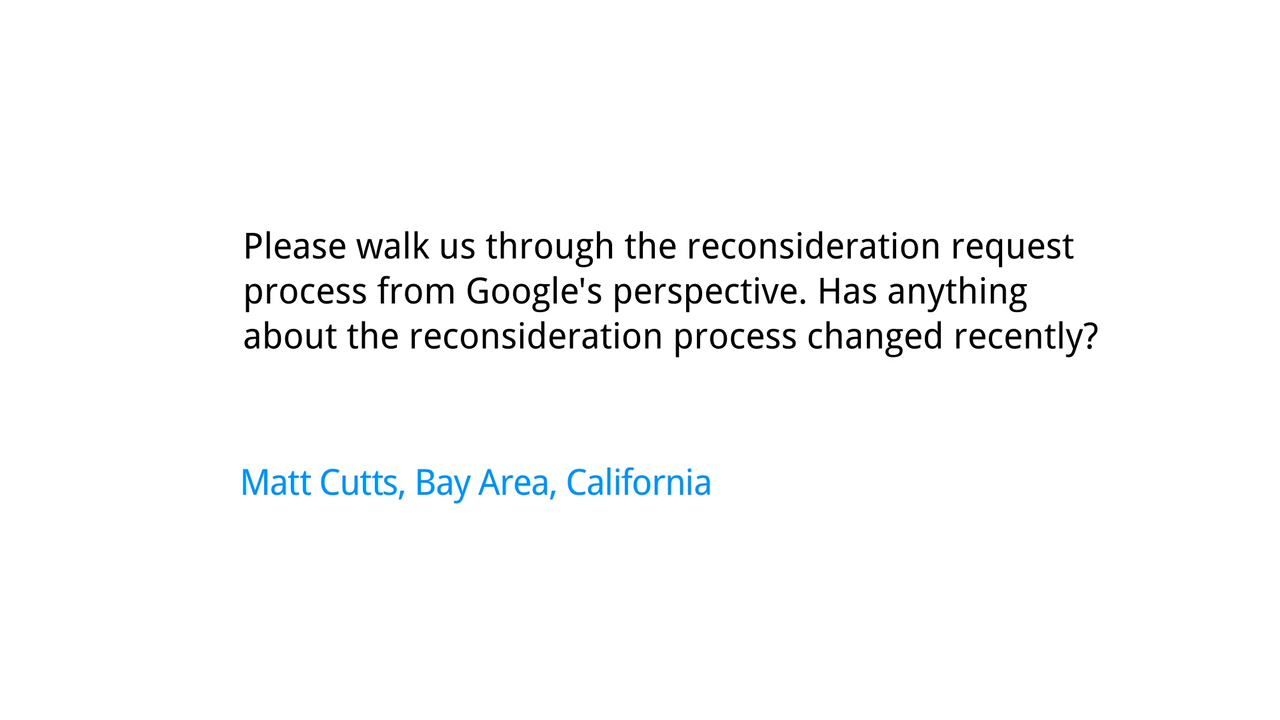 Please walk us through the reconsideration request
process from Google's perspective. Has anything
about the reconsideration process changed recently?
Matt Cutts, Bay Area, California